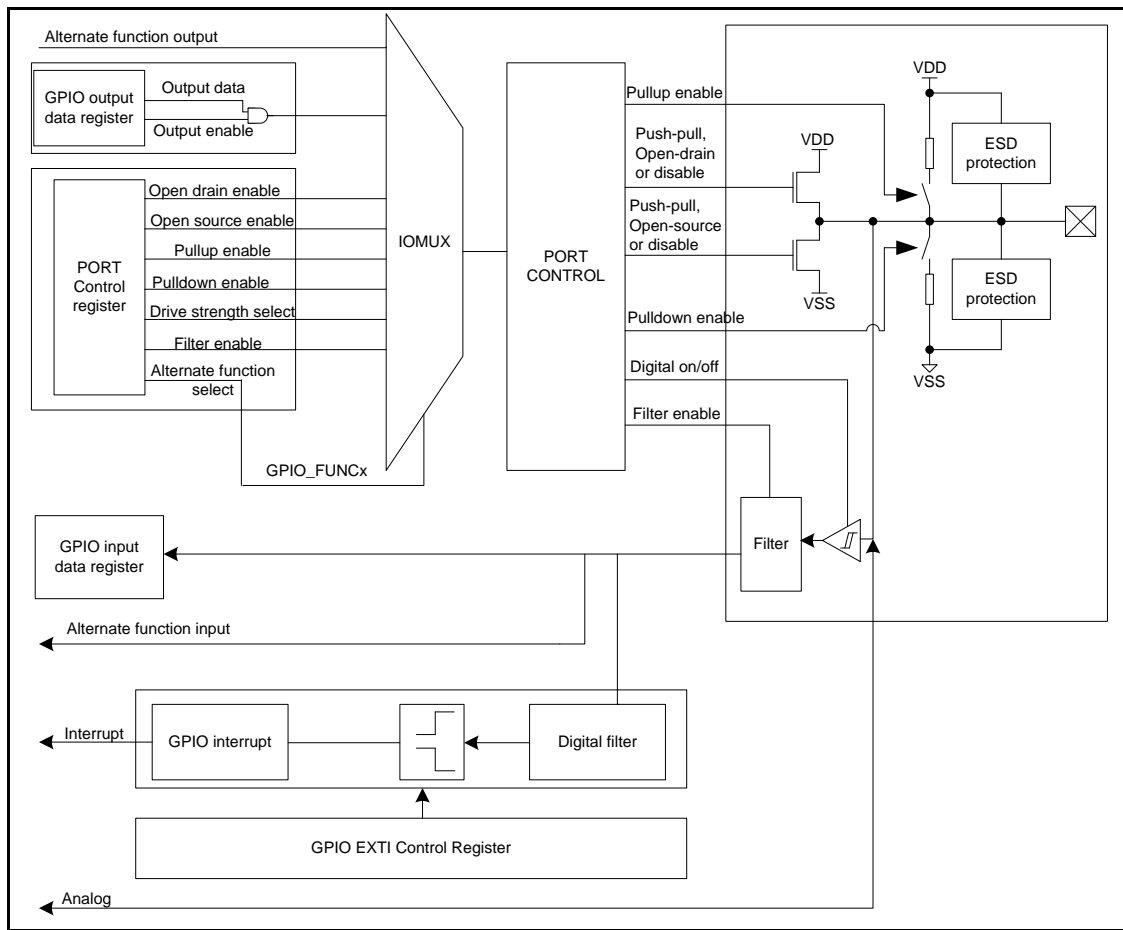 Alternate function output
GPIO output
data register
Output data
Output enable
PORT
Control
register
Open drain enable
Open source enable
Pullup enable
Pulldown enable
Drive strength select
Filter enable
Alternate function
select
GPIO_FUNCx
IOMUX
PORT
CONTROL
Pullup enable
Push-pull,
Open-drain
or disable
Push-pull,
Open-source
or disable
Pulldown enable
Digital on/off
Filter enable
VDD
VSS
VDD
ESD
protection
ESD
protection
VSS
Filter
GPIO input
data register
Alternate function input
Interrupt
GPIO interrupt
Digital filter
GPIO EXTI Control Register
Analog